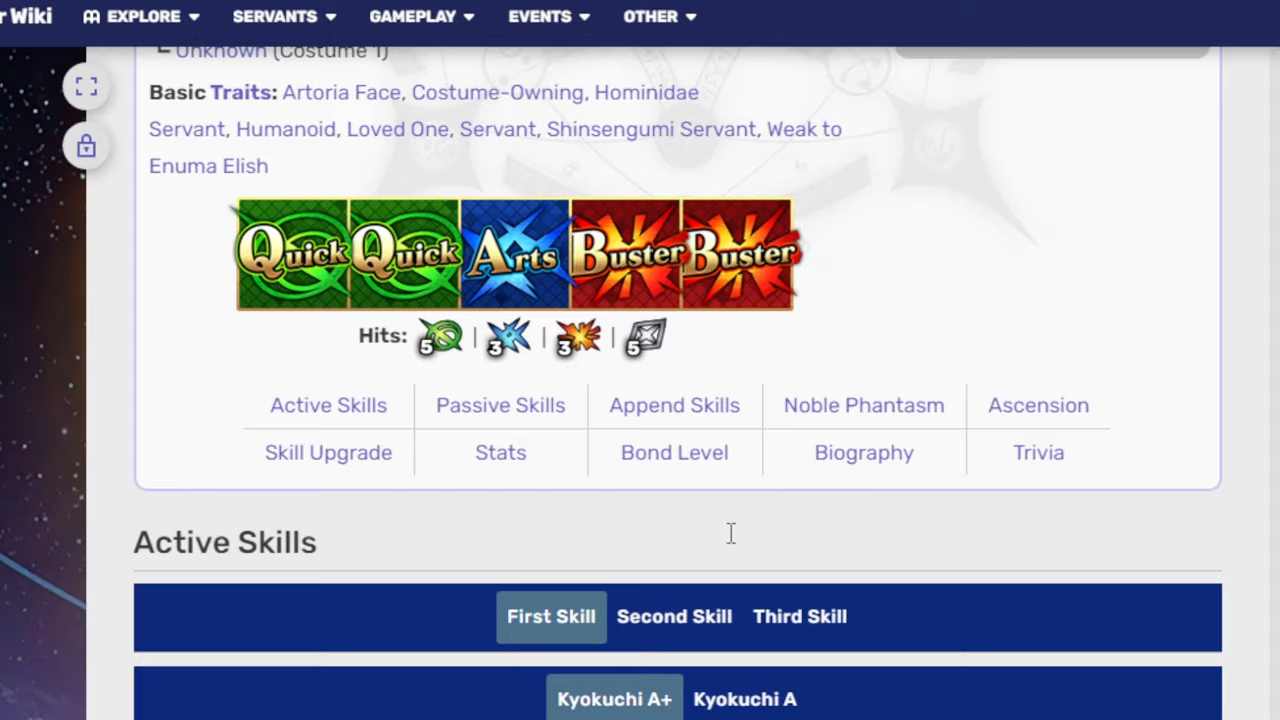 r Wiki EXPLORE SERVANTS GAMEPLAY EVENTS OTHER
Unknown (Costume 1)
Basic Traits: Artoria Face, Costume-Owning, Hominidae
Servant, Humanoid, Loved One, Servant, Shinsengumi Servant, Weak to
Enuma Elish
Quick Quick Arts Buster Buster
Hits: 5 | 3 | 3 | 5
Active Skills Passive Skills Append Skills Noble Phantasm Ascension
Skill Upgrade Stats Bond Level Biography Trivia
Active Skills
First Skill Second Skill Third Skill
Kyokuchi A+ Kyokuchi A